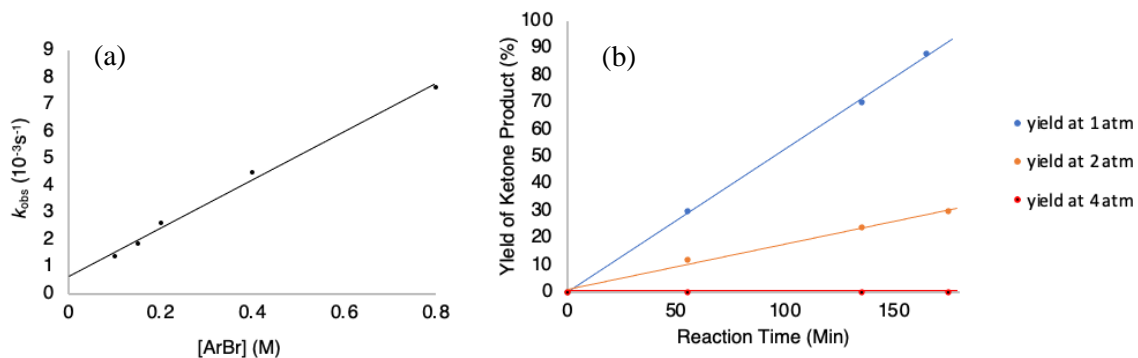 (a)
9
8
7
6
5
4
3
2
1
0
0 0.2 0.4 0.6 0.8
k_obs (10⁻³s⁻¹)
[ArBr] (M)
(b)
100
90
80
70
60
50
40
30
20
10
0
0 50 100 150
Yield of Ketone Product (%)
Reaction Time (Min)
yield at 1 atm
yield at 2 atm
yield at 4 atm